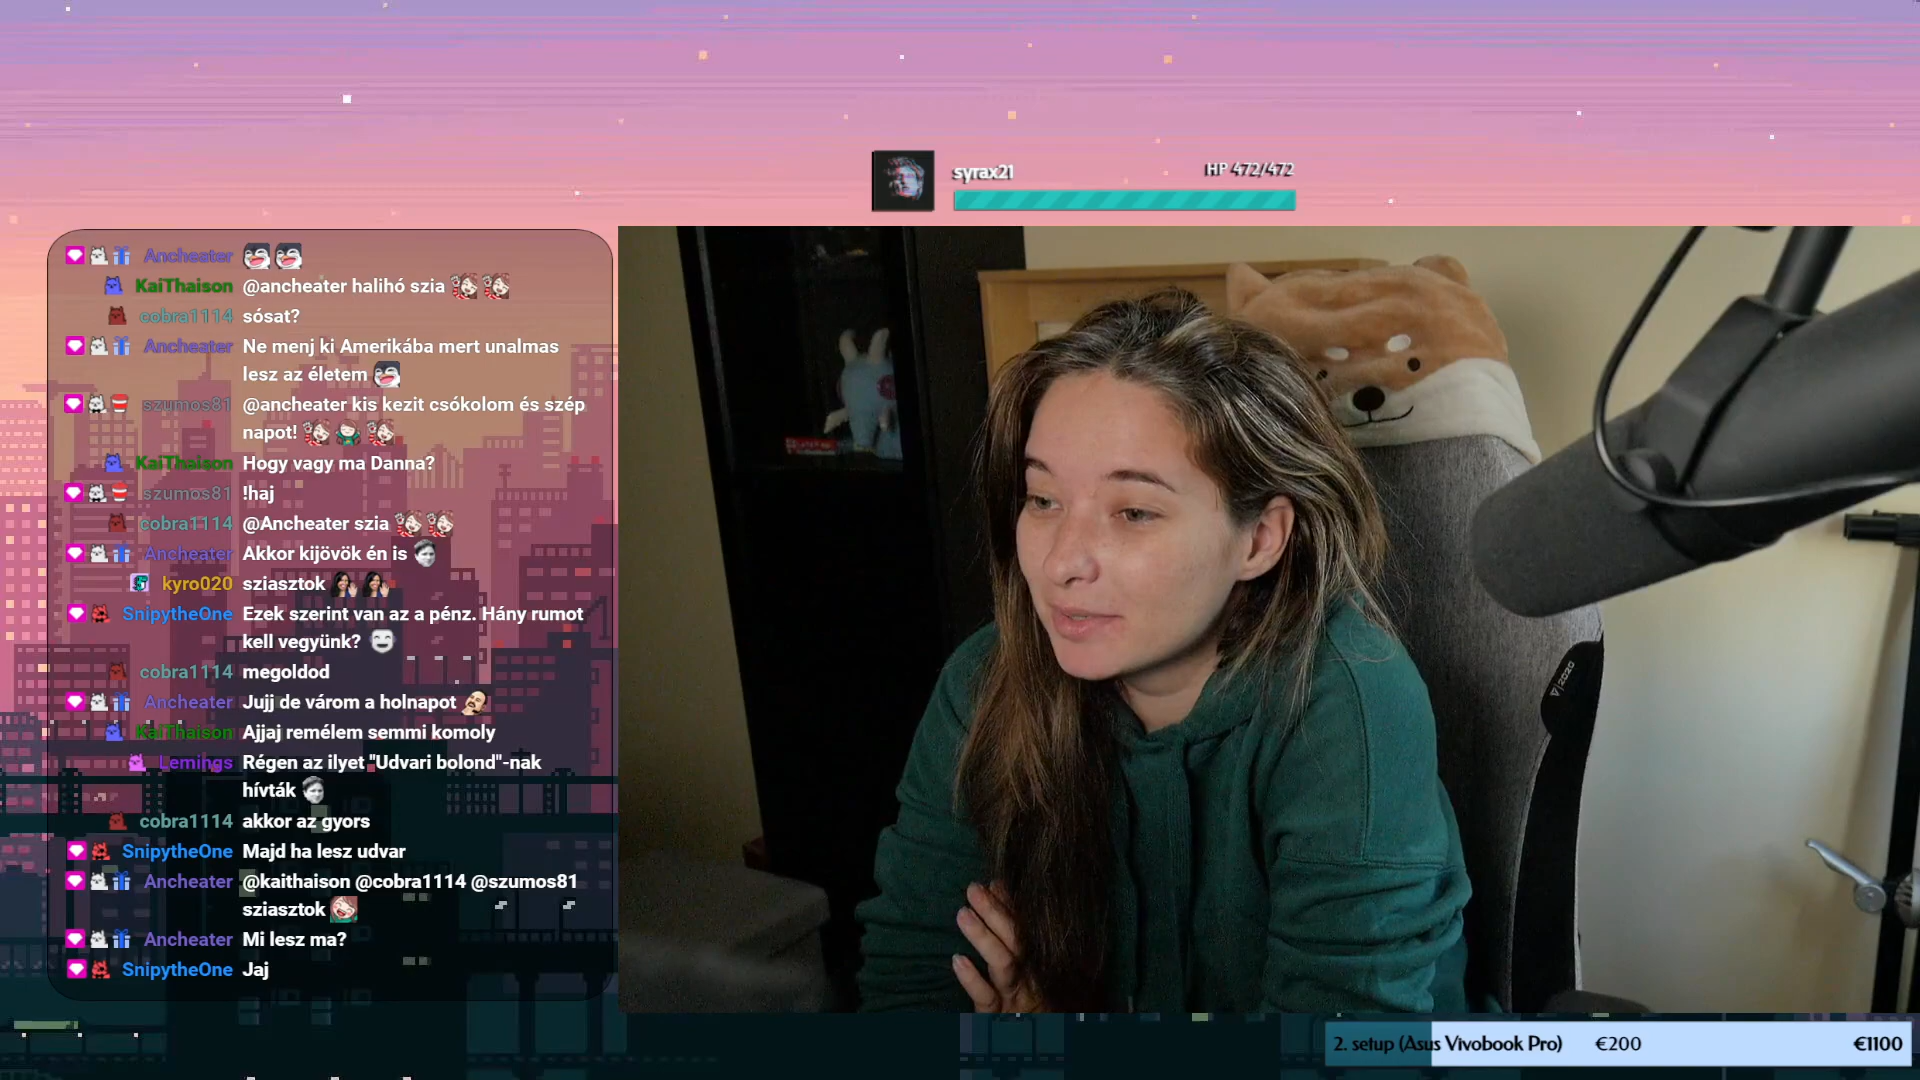 syrax21 HP 472/472
Ancheater
KaiThaison @ancheater halihó szia
cobra1114 sósat?
Ancheater Ne menj ki Amerikába mert unalmas
lesz az életem
szumos81 @ancheater kis kezit csókolom és szép
napot!
KaiThaison Hogy vagy ma Danna?
szumos81 !haj
cobra1114 @Ancheater szia
Ancheater Akkor kijövök én is
kyro020 sziasztok
SnipytheOne Ezek szerint van az a pénz. Hány rumot
kell vegyünk?
cobra1114 megoldod
Ancheater Jujj de várom a holnapot
KaiThaison Ajjaj remélem semmi komoly
Lemings Régen az ilyet "Udvari bolond"-nak
hívták
cobra1114 akkor az gyors
SnipytheOne Majd ha lesz udvar
Ancheater @kaithaison @cobra1114 @szumos81
sziasztok
Ancheater Mi lesz ma?
SnipytheOne Jaj
2. setup (Asus Vivobook Pro) €200 €1100